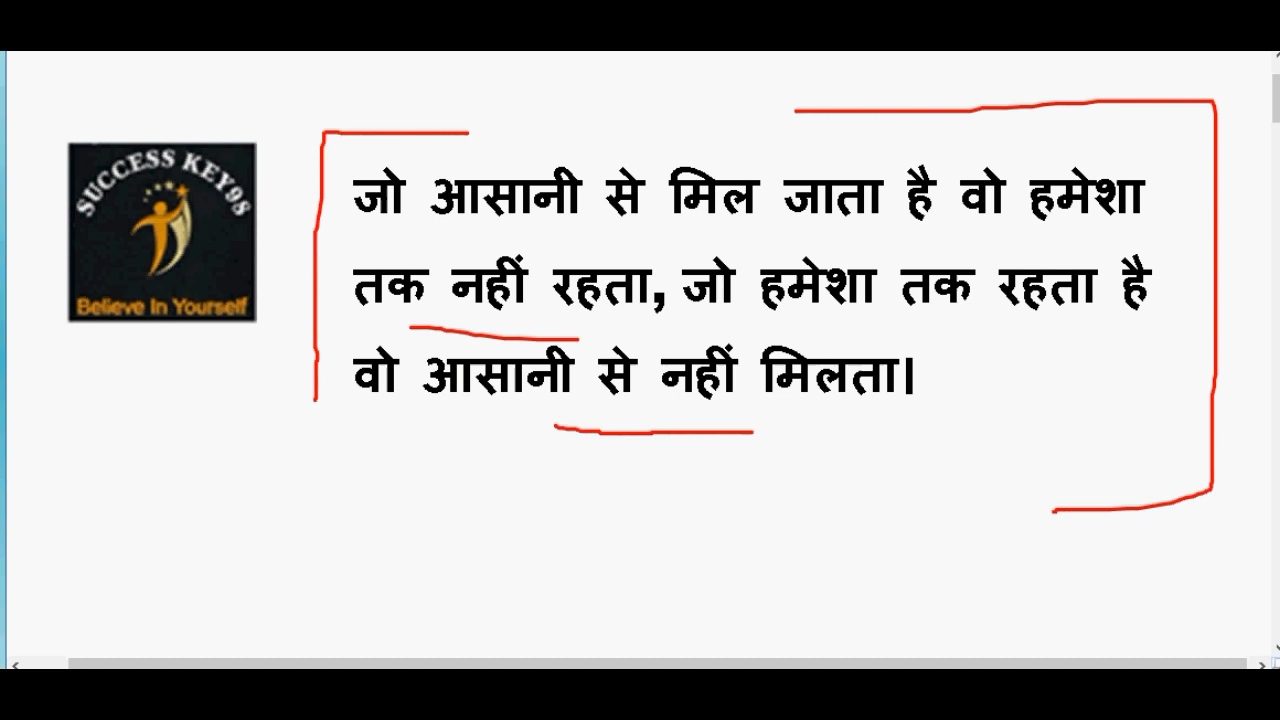 SUCCESS KEY98
Believe In Yourself
जो आसानी से मिल जाता है वो हमेशा
तक नहीं रहता, जो हमेशा तक रहता है
वो आसानी से नहीं मिलता।